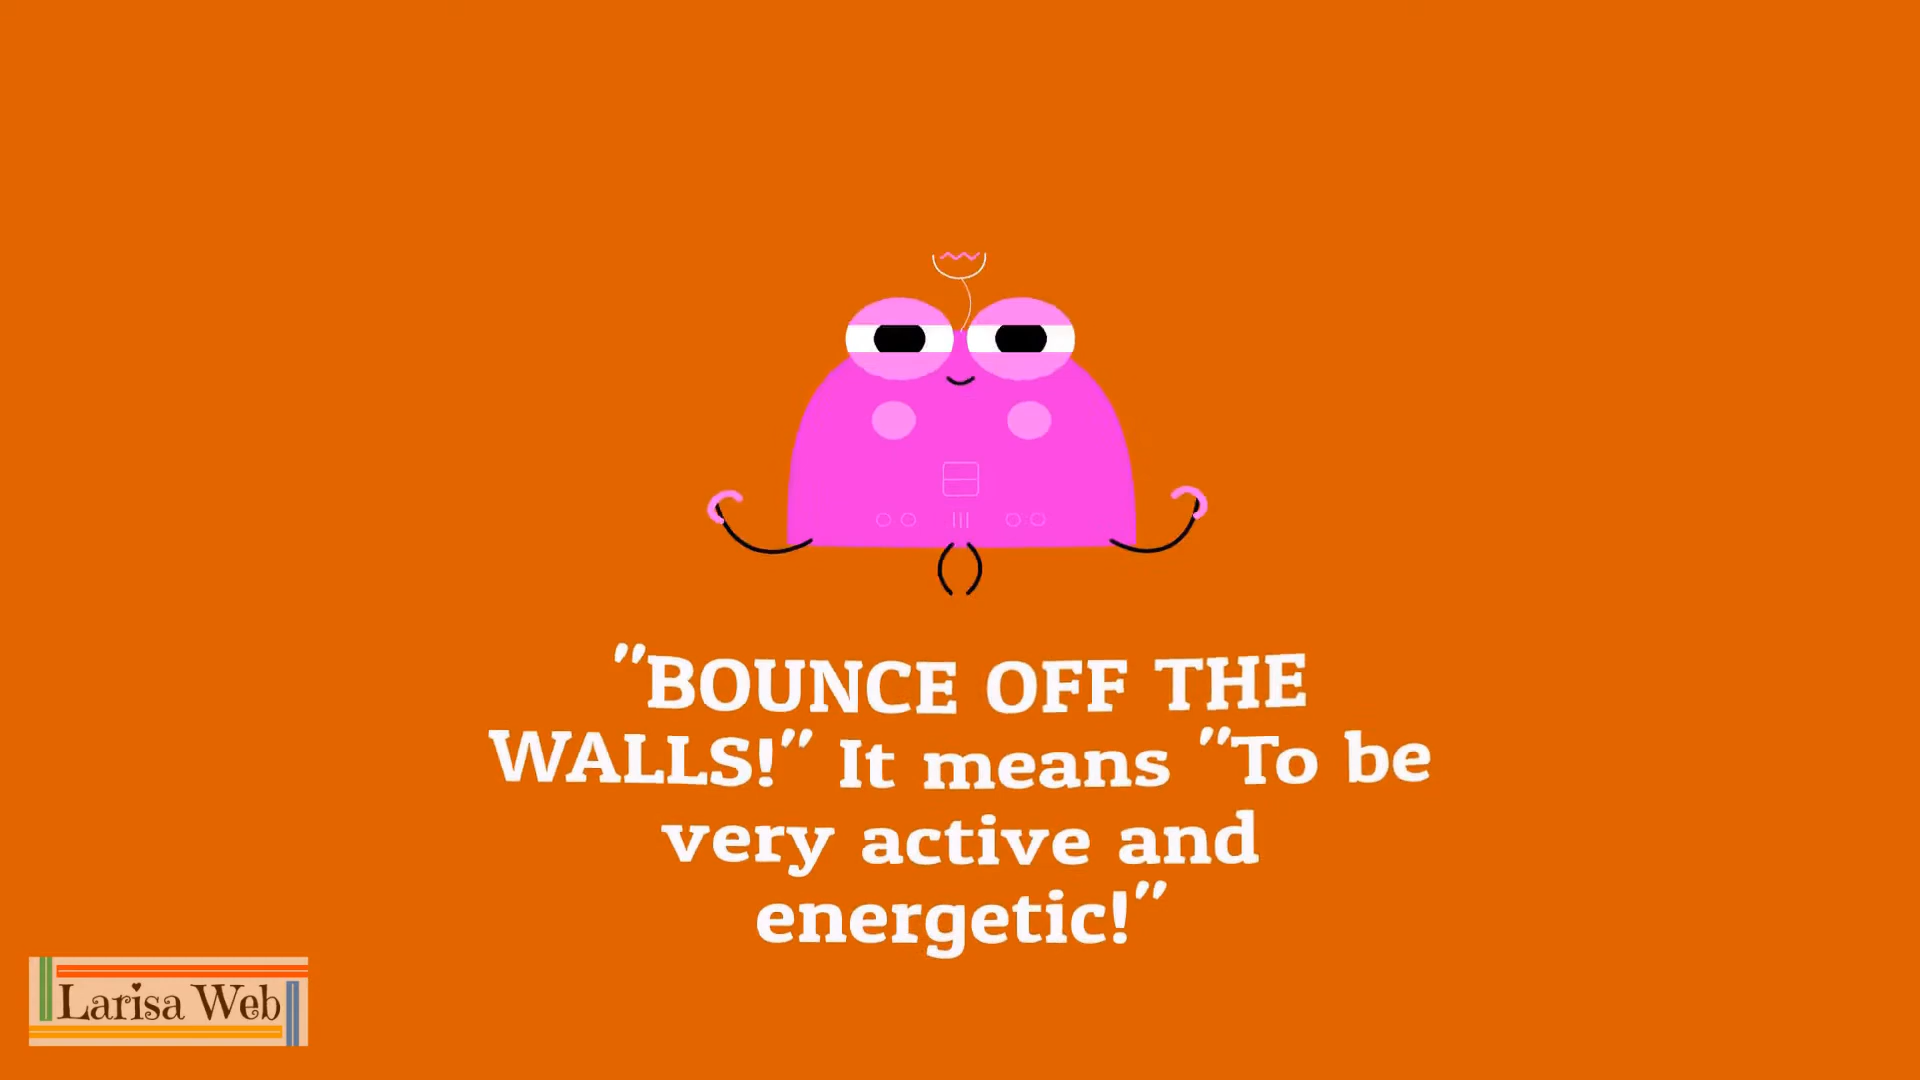 "BOUNCE OFF THE
WALLS!" It means "To be
very active and
energetic!"
Larisa Web